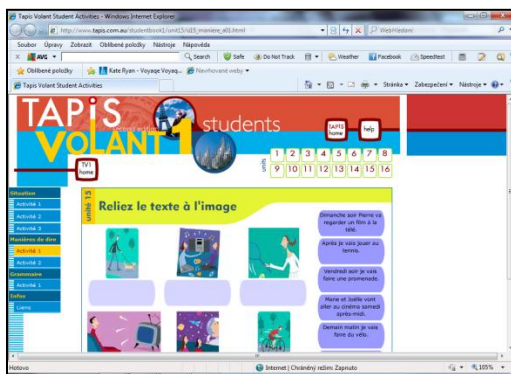 Tapis Volant Student Activities - Windows Internet Explorer
http://www.tapis.com.au/studentbook1/unit15/u15_maniere_a01.html
WebHledání
Soubor Úpravy Zobrazit Oblíbené položky Nástroje Nápověda
AVG Search Safe Do Not Track Weather Facebook Speedtest
Oblíbené položky Kate Ryan - Voyage Voyag... Navrhované weby
Tapis Volant Student Activities
Stránka Zabezpečení Nástroje
TAPIS
second edition
VOLANT 1 students
TAPIS home
help
TV1 home
units
1 2 3 4 5 6 7 8
9 10 11 12 13 14 15 16
Situation
Activité 1
Activité 2
Activité 3
Manières de dire
Activité 1
Activité 2
Grammaire
Activité 1
Infos
Liens
unité 15
Reliez le texte à l'image
Dimanche soir Pierre va
regarder un film à la
télé.
Après je vais jouer au
tennis.
Vendredi soir je vais
faire une promenade.
Marie et Joëlle vont
aller au cinéma samedi
après-midi.
Demain matin je vais
faire du vélo.
Hotovo
Internet | Chráněný režim: Zapnuto
105%